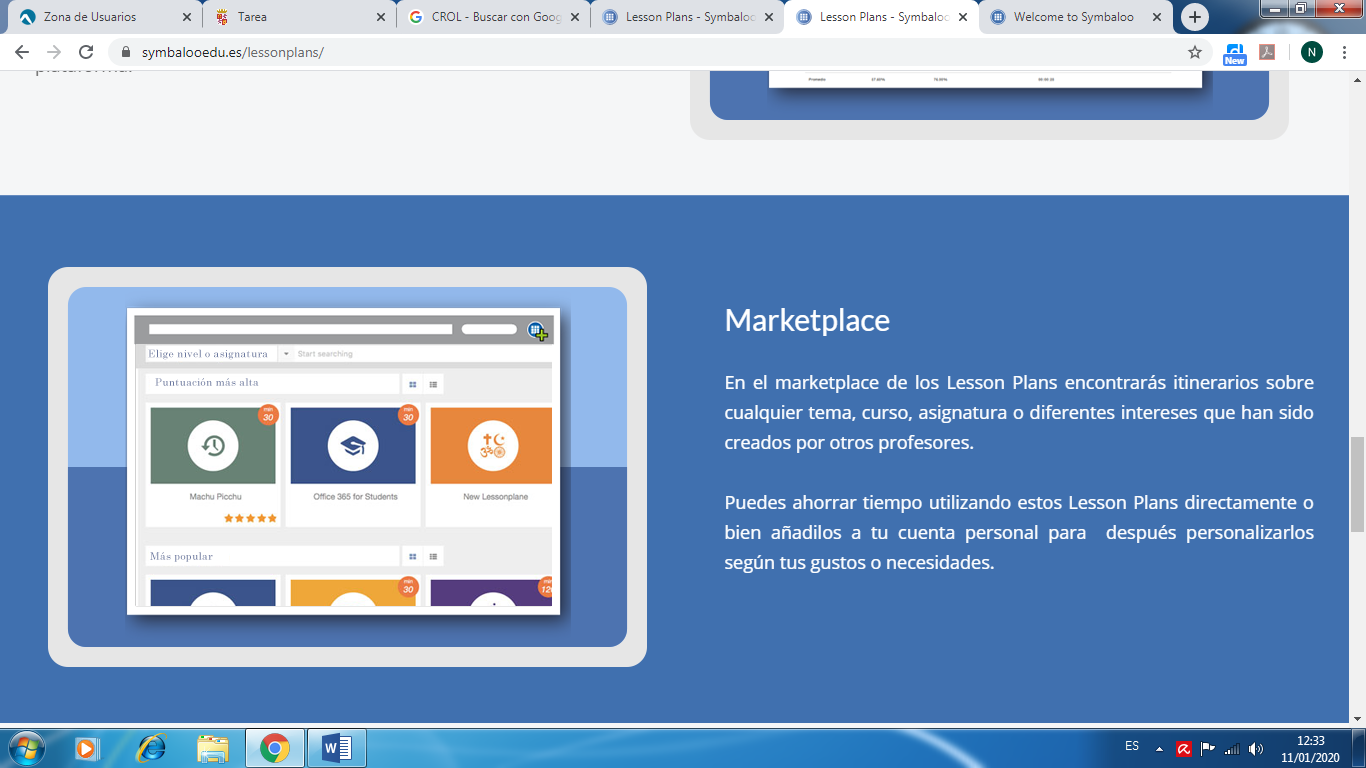 Zona de Usuarios
Tarea
CROL - Buscar con Goog
Lesson Plans - Symbaloo
Lesson Plans - Symbaloo
Welcome to Symbaloo
symbalooedu.es/lessonplans/
New
N
plataforma.
Promedio
Marketplace
En el marketplace de los Lesson Plans encontrarás itinerarios sobre
cualquier tema, curso, asignatura o diferentes intereses que han sido
creados por otros profesores.
Puedes ahorrar tiempo utilizando estos Lesson Plans directamente o
bien añadilos a tu cuenta personal para después personalizarlos
según tus gustos o necesidades.
Elige nivel o asignatura
Start searching
Puntuación más alta
min 30
min 30
Machu Picchu
Office 365 for Students
New Lessonplane
Más popular
min 30
min 120
ES
12:33
11/01/2020